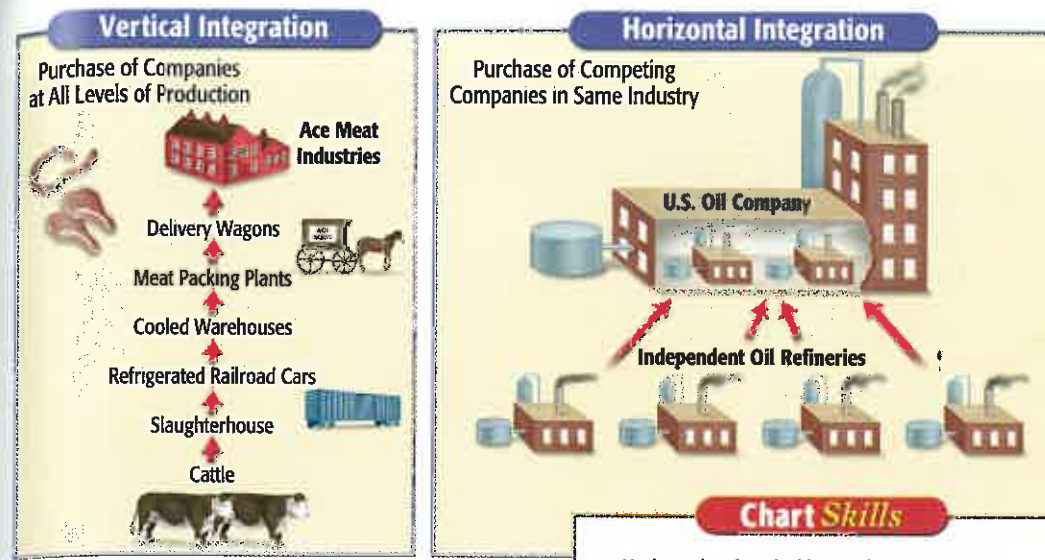 Vertical Integration
Purchase of Companies
at All Levels of Production
Ace Meat
Industries
Delivery Wagons
Meat Packing Plants
Cooled Warehouses
Refrigerated Railroad Cars
Slaughterhouse
Cattle
Horizontal Integration
Purchase of Competing
Companies in Same Industry
U.S. Oil Company
Independent Oil Refineries
Chart Skills